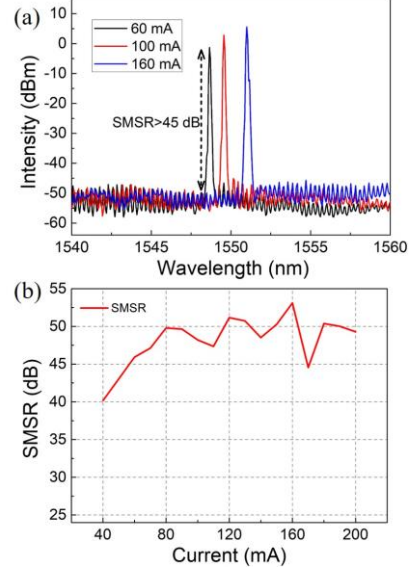 (a)
10
0
-10
-20
-30
-40
-50
-60
Intensity (dBm)
60 mA
100 mA
160 mA
SMSR>45 dB
1540 1545 1550 1555 1560
Wavelength (nm)
(b)
55
50
45
40
35
30
25
SMSR (dB)
SMSR
40 80 120 160 200
Current (mA)